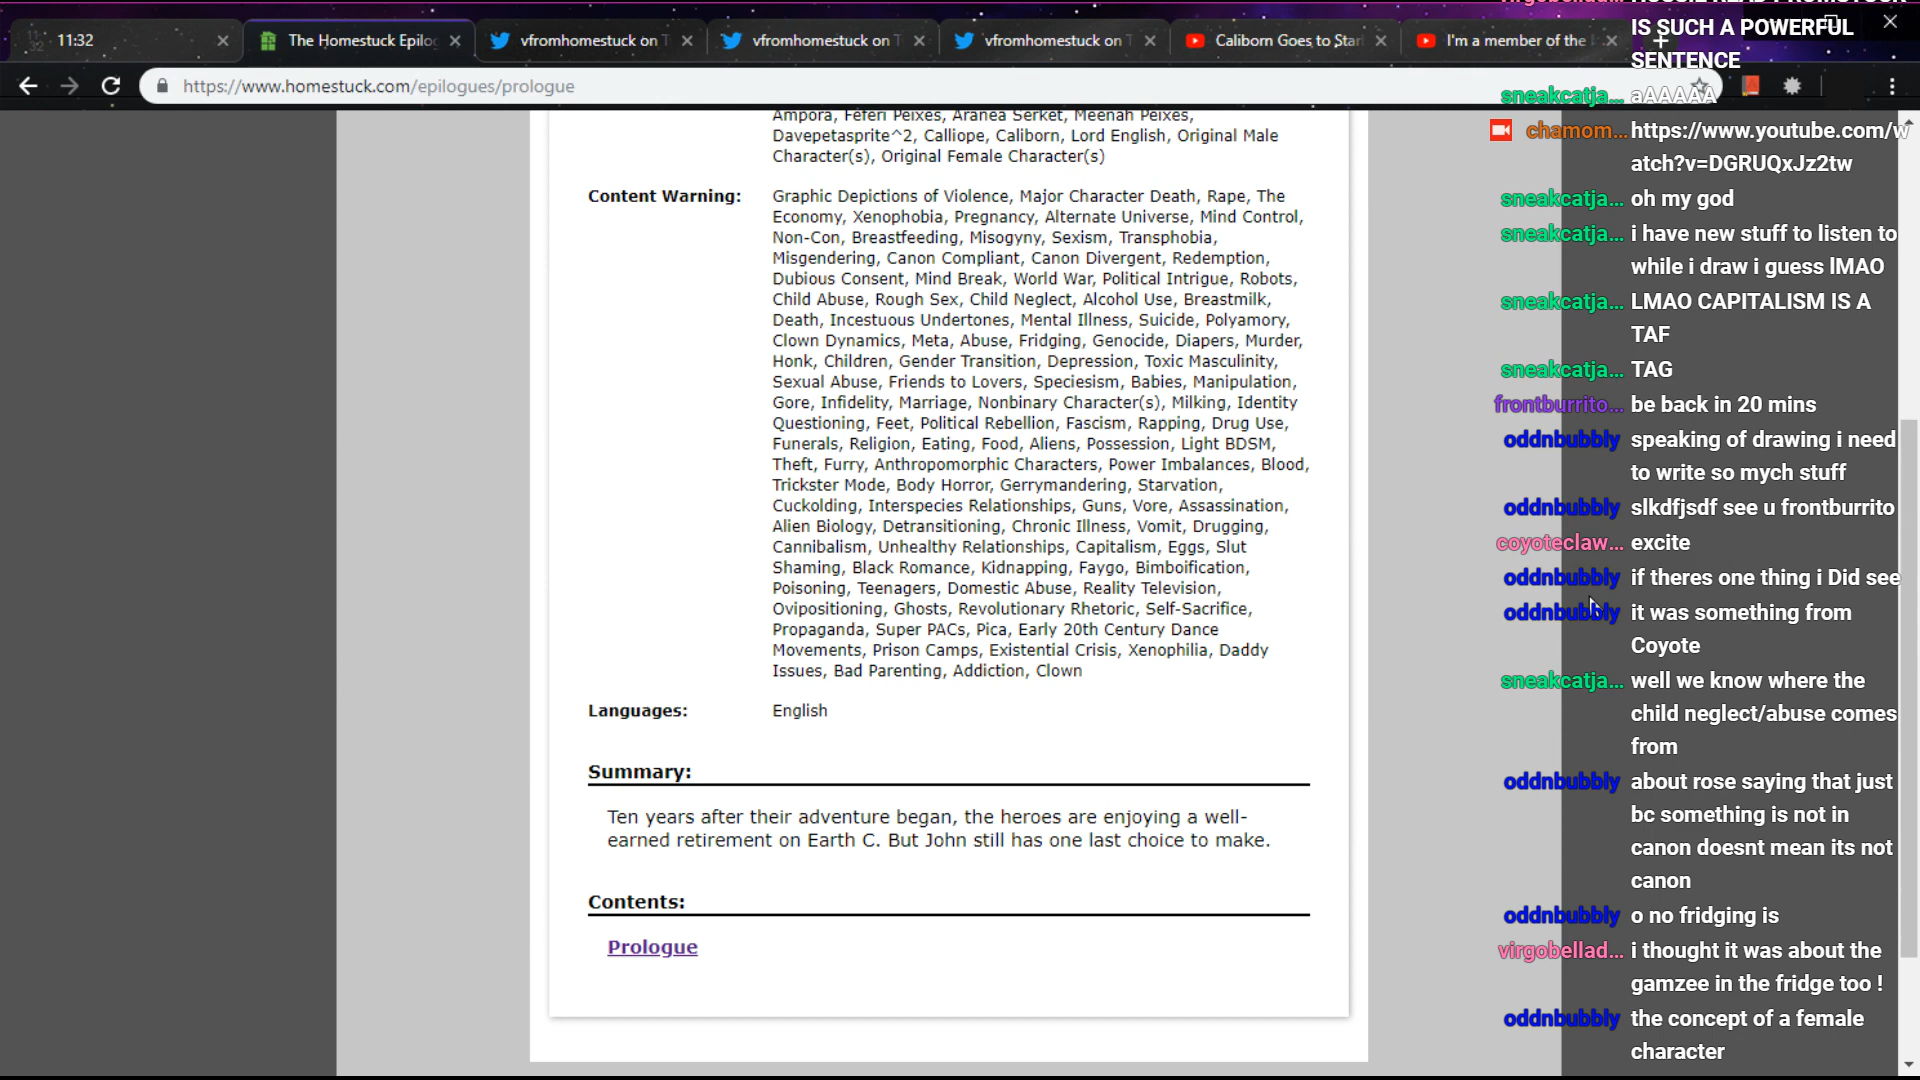 11:32
The Homestuck Epilog
vfromhomestuck on T
vfromhomestuck on T
vfromhomestuck on T
Caliborn Goes to Star
I'm a member of the
https://www.homestuck.com/epilogues/prologue
Ampora, Feferi Peixes, Aranea Serket, Meenah Peixes,
Davepetasprite^2, Calliope, Caliborn, Lord English, Original Male
Character(s), Original Female Character(s)
Content Warning:
Graphic Depictions of Violence, Major Character Death, Rape, The
Economy, Xenophobia, Pregnancy, Alternate Universe, Mind Control,
Non-Con, Breastfeeding, Misogyny, Sexism, Transphobia,
Misgendering, Canon Compliant, Canon Divergent, Redemption,
Dubious Consent, Mind Break, World War, Political Intrigue, Robots,
Child Abuse, Rough Sex, Child Neglect, Alcohol Use, Breastmilk,
Death, Incestuous Undertones, Mental Illness, Suicide, Polyamory,
Clown Dynamics, Meta, Abuse, Fridging, Genocide, Diapers, Murder,
Honk, Children, Gender Transition, Depression, Toxic Masculinity,
Sexual Abuse, Friends to Lovers, Speciesism, Babies, Manipulation,
Gore, Infidelity, Marriage, Nonbinary Character(s), Milking, Identity
Questioning, Feet, Political Rebellion, Fascism, Rapping, Drug Use,
Funerals, Religion, Eating, Food, Aliens, Possession, Light BDSM,
Theft, Furry, Anthropomorphic Characters, Power Imbalances, Blood,
Trickster Mode, Body Horror, Gerrymandering, Starvation,
Cuckolding, Interspecies Relationships, Guns, Vore, Assassination,
Alien Biology, Detransitioning, Chronic Illness, Vomit, Drugging,
Cannibalism, Unhealthy Relationships, Capitalism, Eggs, Slut
Shaming, Black Romance, Kidnapping, Faygo, Bimboification,
Poisoning, Teenagers, Domestic Abuse, Reality Television,
Ovipositioning, Ghosts, Revolutionary Rhetoric, Self-Sacrifice,
Propaganda, Super PACs, Pica, Early 20th Century Dance
Movements, Prison Camps, Existential Crisis, Xenophilia, Daddy
Issues, Bad Parenting, Addiction, Clown
Languages:
English
Summary:
Ten years after their adventure began, the heroes are enjoying a well-
earned retirement on Earth C. But John still has one last choice to make.
Contents:
Prologue
IS SUCH A POWERFUL
SENTENCE
sneakcatja... aAAAAA
chamom... https://www.youtube.com/w
atch?v=DGRUQxJz2tw
sneakcatja... oh my god
sneakcatja... i have new stuff to listen to
while i draw i guess lMAO
sneakcatja... LMAO CAPITALISM IS A
TAF
sneakcatja... TAG
frontburrito... be back in 20 mins
oddnbubbly speaking of drawing i need
to write so mych stuff
oddnbubbly slkdfjsdf see u frontburrito
coyoteclaw... excite
oddnbubbly if theres one thing i Did see
oddnbubbly it was something from
Coyote
sneakcatja... well we know where the
child neglect/abuse comes
from
oddnbubbly about rose saying that just
bc something is not in
canon doesnt mean its not
canon
oddnbubbly o no fridging is
virgobellad... i thought it was about the
gamzee in the fridge too !
oddnbubbly the concept of a female
character